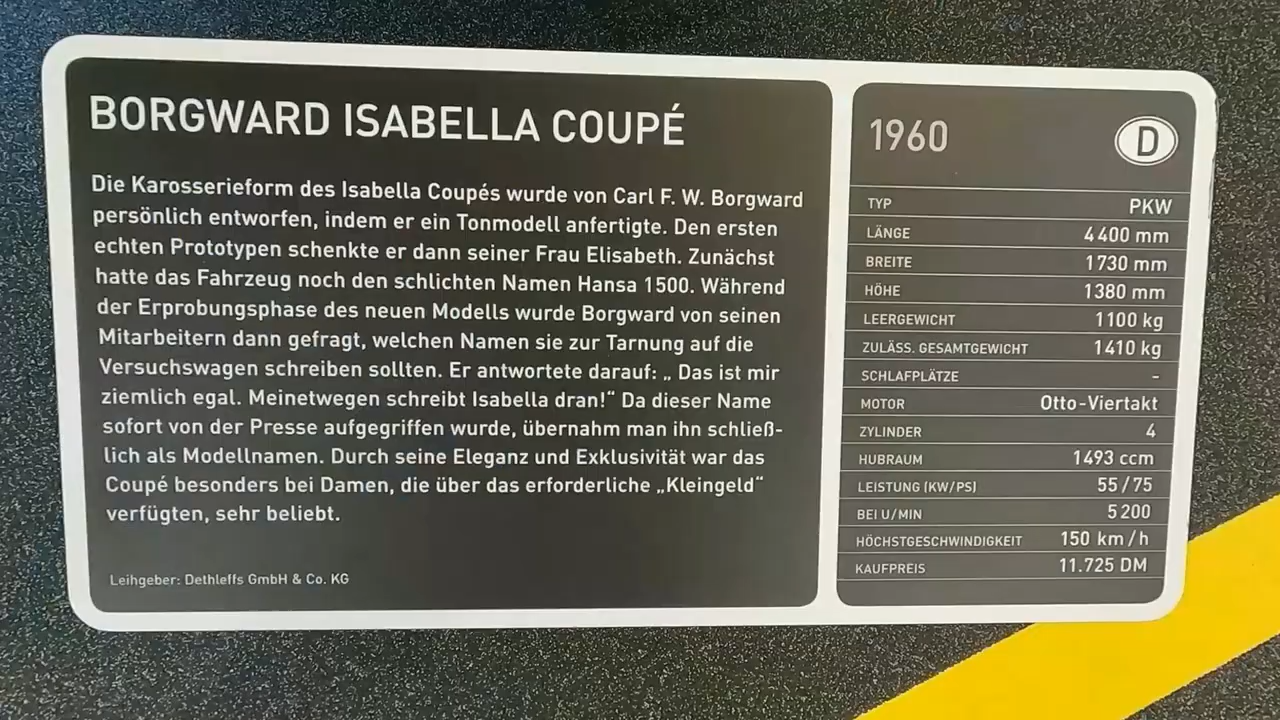 BORGWARD ISABELLA COUPÉ
Die Karosserieform des Isabella Coupés wurde von Carl F. W. Borgward
persönlich entworfen, indem er ein Tonmodell anfertigte. Den ersten
echten Prototypen schenkte er dann seiner Frau Elisabeth. Zunächst
hatte das Fahrzeug noch den schlichten Namen Hansa 1500. Während
der Erprobungsphase des neuen Modells wurde Borgward von seinen
Mitarbeitern dann gefragt, welchen Namen sie zur Tarnung auf die
Versuchswagen schreiben sollten. Er antwortete darauf: „ Das ist mir
ziemlich egal. Meinetwegen schreibt Isabella dran!“ Da dieser Name
sofort von der Presse aufgegriffen wurde, übernahm man ihn schließ-
lich als Modellnamen. Durch seine Eleganz und Exklusivität war das
Coupé besonders bei Damen, die über das erforderliche „Kleingeld“
verfügten, sehr beliebt.
Leihgeber: Dethleffs GmbH & Co. KG
1960 D
TYP PKW
LÄNGE 4400 mm
BREITE 1730 mm
HÖHE 1380 mm
LEERGEWICHT 1100 kg
ZULÄSS. GESAMTGEWICHT 1410 kg
SCHLAFPLÄTZE -
MOTOR Otto-Viertakt
ZYLINDER 4
HUBRAUM 1493 ccm
LEISTUNG (KW/PS) 55/75
BEI U/MIN 5200
HÖCHSTGESCHWINDIGKEIT 150 km/h
KAUFPREIS 11.725 DM